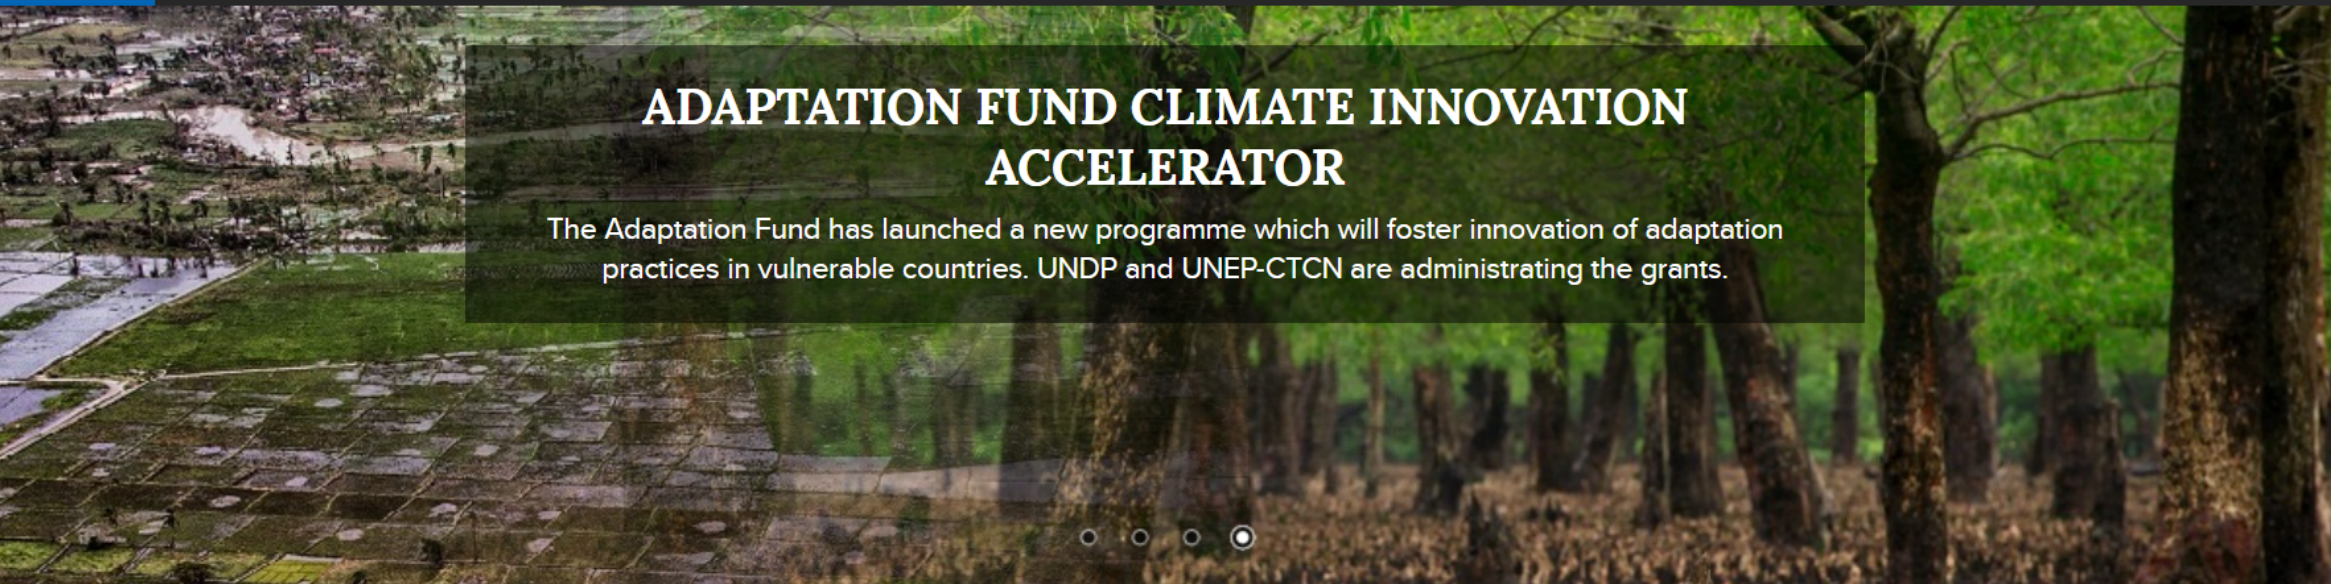 ADAPTATION FUND CLIMATE INNOVATION
ACCELERATOR
The Adaptation Fund has launched a new programme which will foster innovation of adaptation
practices in vulnerable countries. UNDP and UNEP-CTCN are administrating the grants.